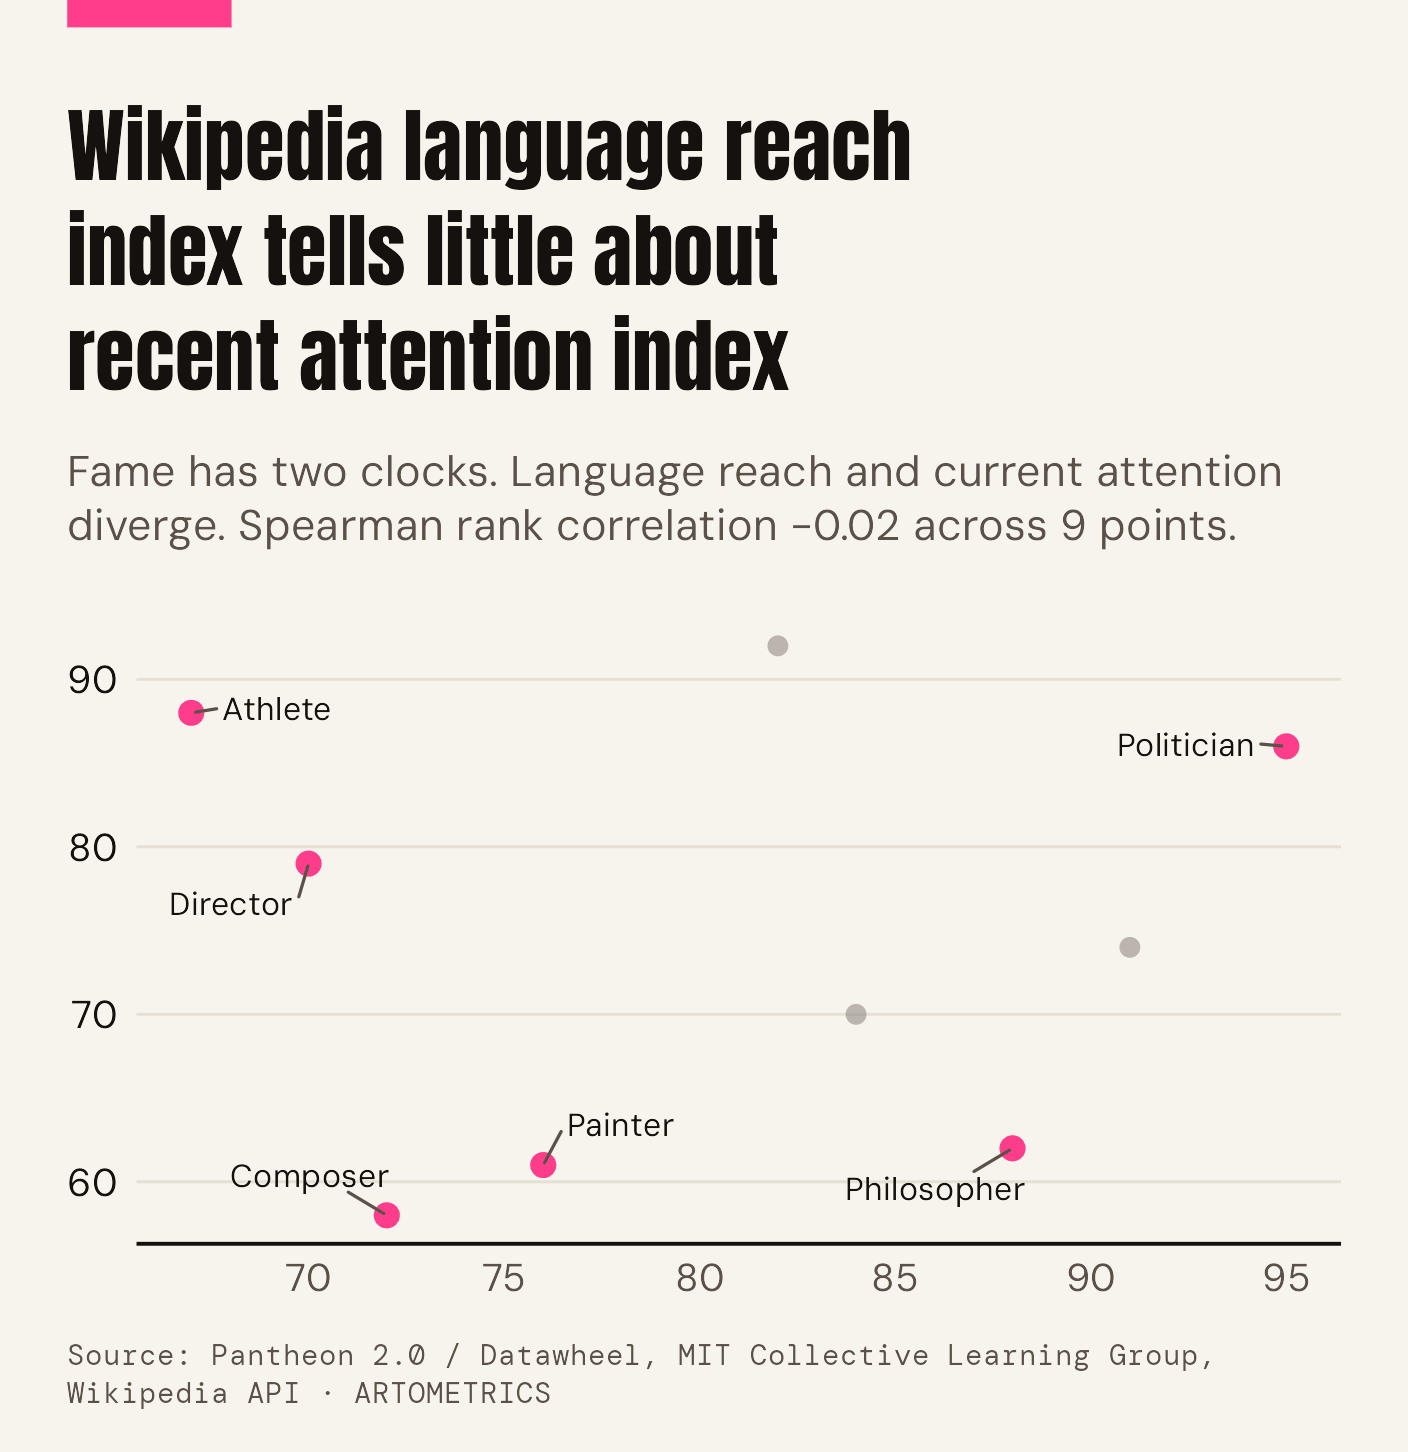 Wikipedia language reach
index tells little about
recent attention index
Fame has two clocks. Language reach and current attention
diverge. Spearman rank correlation −0.02 across 9 points.
90
Athlete
Politician
80
Director
70
Painter
Composer
60
Philosopher
70 75 80 85 90 95
Source: Pantheon 2.0 / Datawheel, MIT Collective Learning Group,
Wikipedia API · ARTOMETRICS